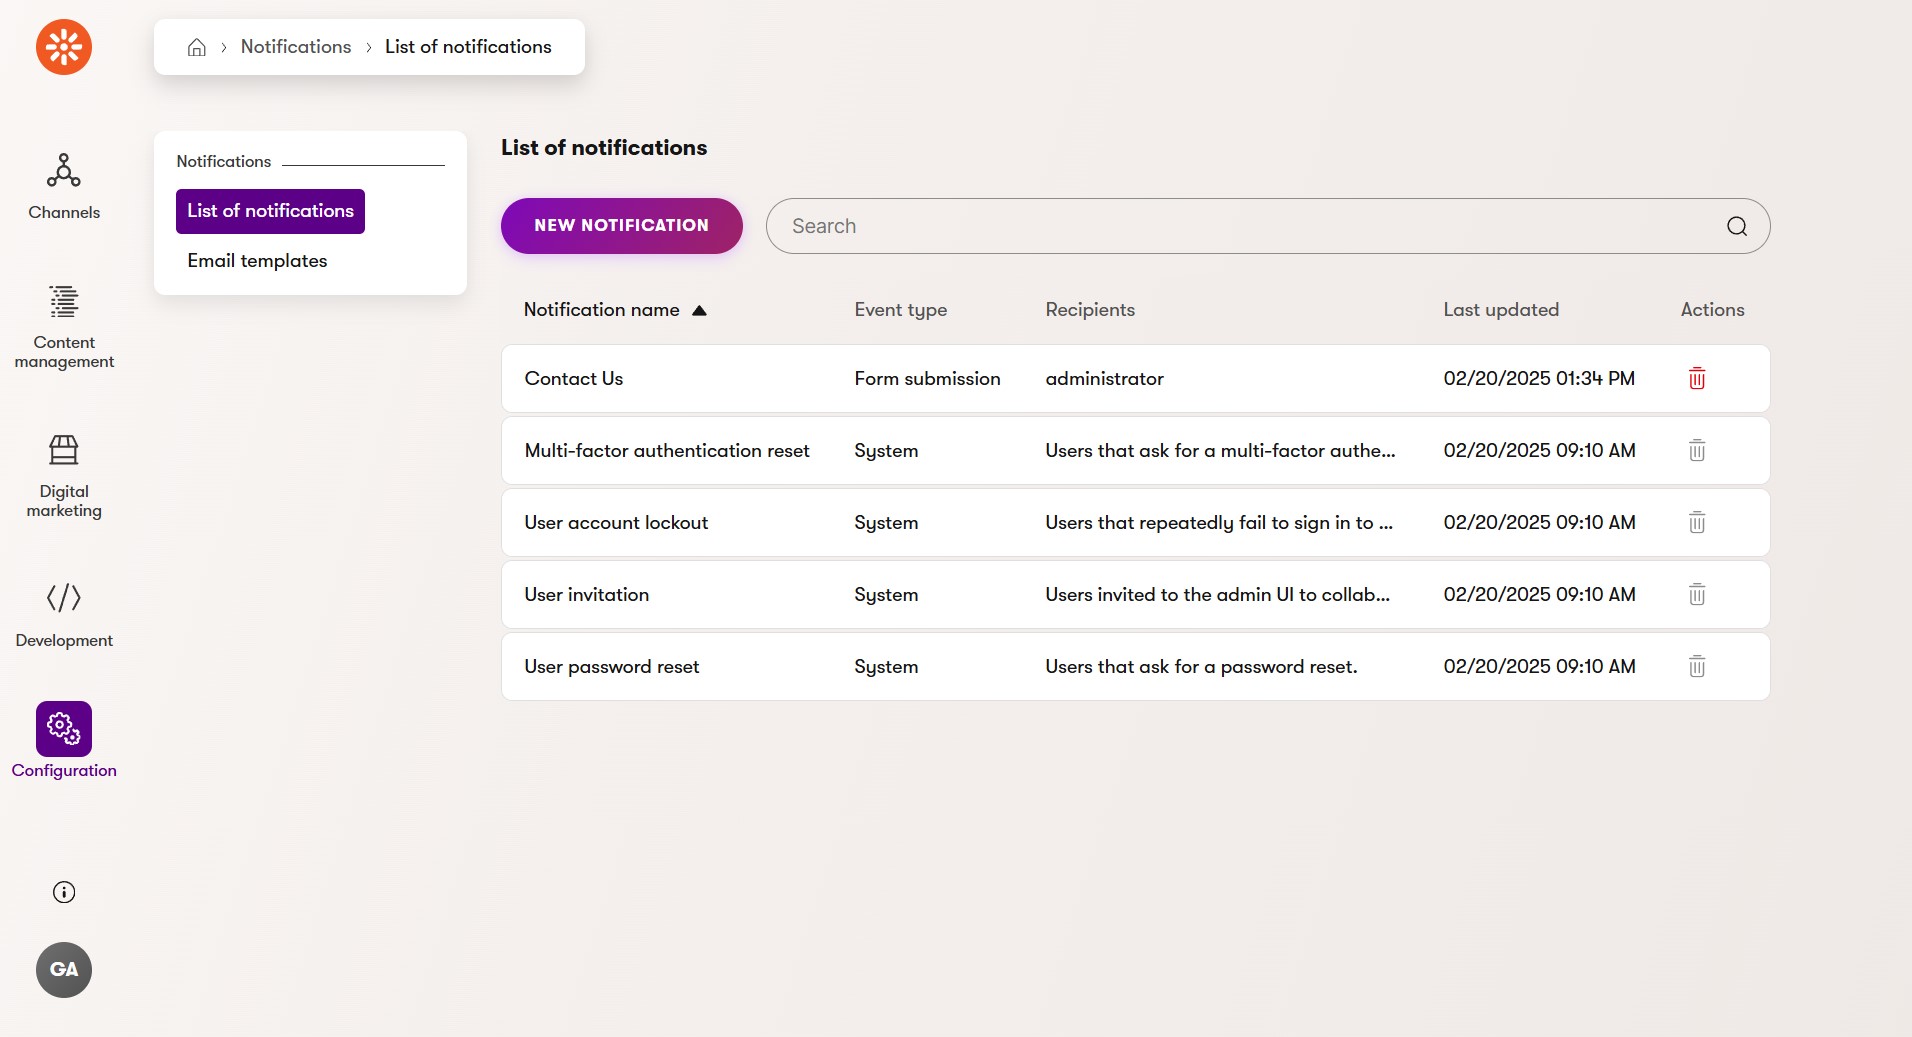 Notifications
List of notifications
Channels
Content
management
Digital
marketing
Development
Configuration
GA
Notifications
List of notifications
Email templates
List of notifications
NEW NOTIFICATION
Search
Notification name Event type Recipients Last updated Actions
Contact Us Form submission administrator 02/20/2025 01:34 PM
Multi-factor authentication reset System Users that ask for a multi-factor authe... 02/20/2025 09:10 AM
User account lockout System Users that repeatedly fail to sign in to ... 02/20/2025 09:10 AM
User invitation System Users invited to the admin UI to collab... 02/20/2025 09:10 AM
User password reset System Users that ask for a password reset. 02/20/2025 09:10 AM